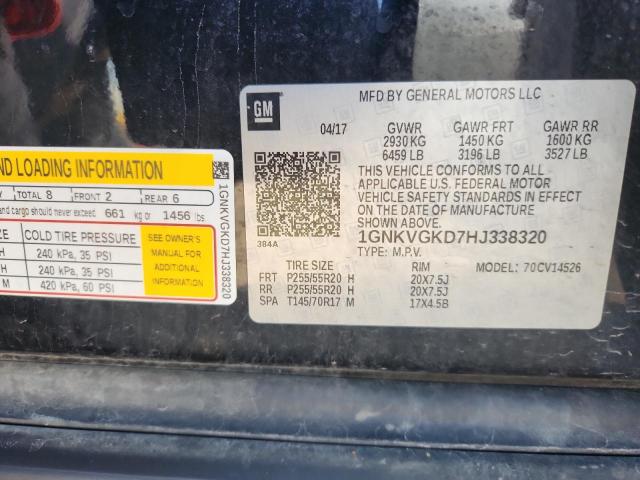 ND LOADING INFORMATION
Y TOTAL 8 FRONT 2 REAR 6
and cargo should never exceed 661 kg or 1456 lbs
COLD TIRE PRESSURE
H 240 kPa, 35 PSI
H 240 kPa, 35 PSI
M 420 kPa, 60 PSI
SEE OWNER'S
MANUAL FOR
ADDITIONAL
INFORMATION
1GNKVGKD7HJ338320
GM
MFD BY GENERAL MOTORS LLC
04/17 GVWR GAWR FRT GAWR RR
2930 KG 1450 KG 1600 KG
6459 LB 3196 LB 3527 LB
THIS VEHICLE CONFORMS TO ALL
APPLICABLE U.S. FEDERAL MOTOR
VEHICLE SAFETY STANDARDS IN EFFECT
ON THE DATE OF MANUFACTURE
SHOWN ABOVE.
384A
1GNKVGKD7HJ338320
TYPE: M.P.V. MODEL: 70CV14526
TIRE SIZE RIM
FRT P255/55R20 H 20X7.5J
RR P255/55R20 H 20X7.5J
SPA T145/70R17 M 17X4.5B